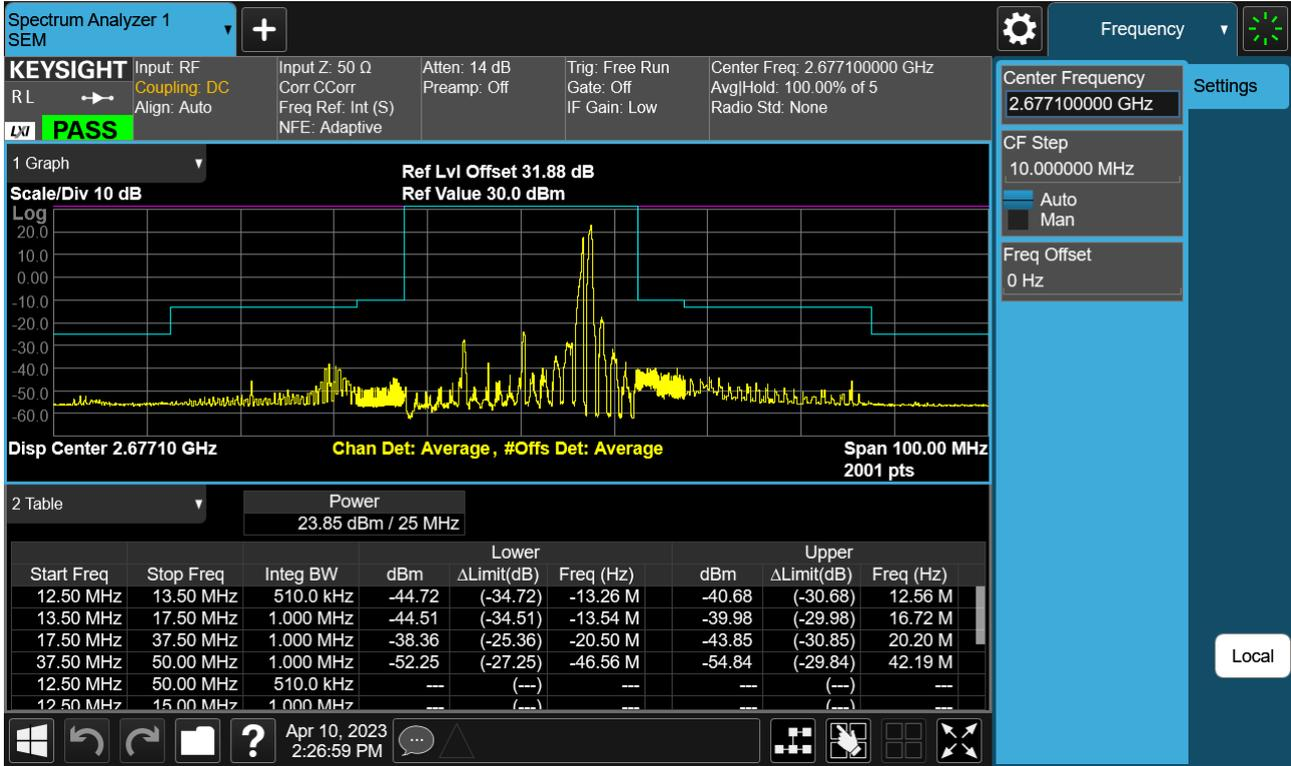 Spectrum Analyzer 1
SEM
Frequency
KEYSIGHT
RL
LXI
PASS
Input: RF
Coupling: DC
Align: Auto
Input Z: 50 Ω
Corr CCorr
Freq Ref: Int (S)
NFE: Adaptive
Atten: 14 dB
Preamp: Off
Trig: Free Run
Gate: Off
IF Gain: Low
Center Freq: 2.677100000 GHz
Avg|Hold: 100.00% of 5
Radio Std: None
Center Frequency
2.677100000 GHz
Settings
CF Step
10.000000 MHz
Auto
Man
Freq Offset
0 Hz
1 Graph
Scale/Div 10 dB
Ref Lvl Offset 31.88 dB
Ref Value 30.0 dBm
Log
20.0
10.0
0.00
-10.0
-20.0
-30.0
-40.0
-50.0
-60.0
Disp Center 2.67710 GHz
Chan Det: Average, #Offs Det: Average
Span 100.00 MHz
2001 pts
2 Table
Power
23.85 dBm / 25 MHz
Lower Upper
Start Freq Stop Freq Integ BW dBm ΔLimit(dB) Freq (Hz) dBm ΔLimit(dB) Freq (Hz)
12.50 MHz 13.50 MHz 510.0 kHz -44.72 (-34.72) -13.26 M -40.68 (-30.68) 12.56 M
13.50 MHz 17.50 MHz 1.000 MHz -44.51 (-34.51) -13.54 M -39.98 (-29.98) 16.72 M
17.50 MHz 37.50 MHz 1.000 MHz -38.36 (-25.36) -20.50 M -43.85 (-30.85) 20.20 M
37.50 MHz 50.00 MHz 1.000 MHz -52.25 (-27.25) -46.56 M -54.84 (-29.84) 42.19 M
12.50 MHz 50.00 MHz 510.0 kHz --- (---) --- --- (---) ---
12.50 MHz 15.00 MHz 1.000 MHz --- (---) --- --- (---) ---
Local
?
Apr 10, 2023
2:26:59 PM